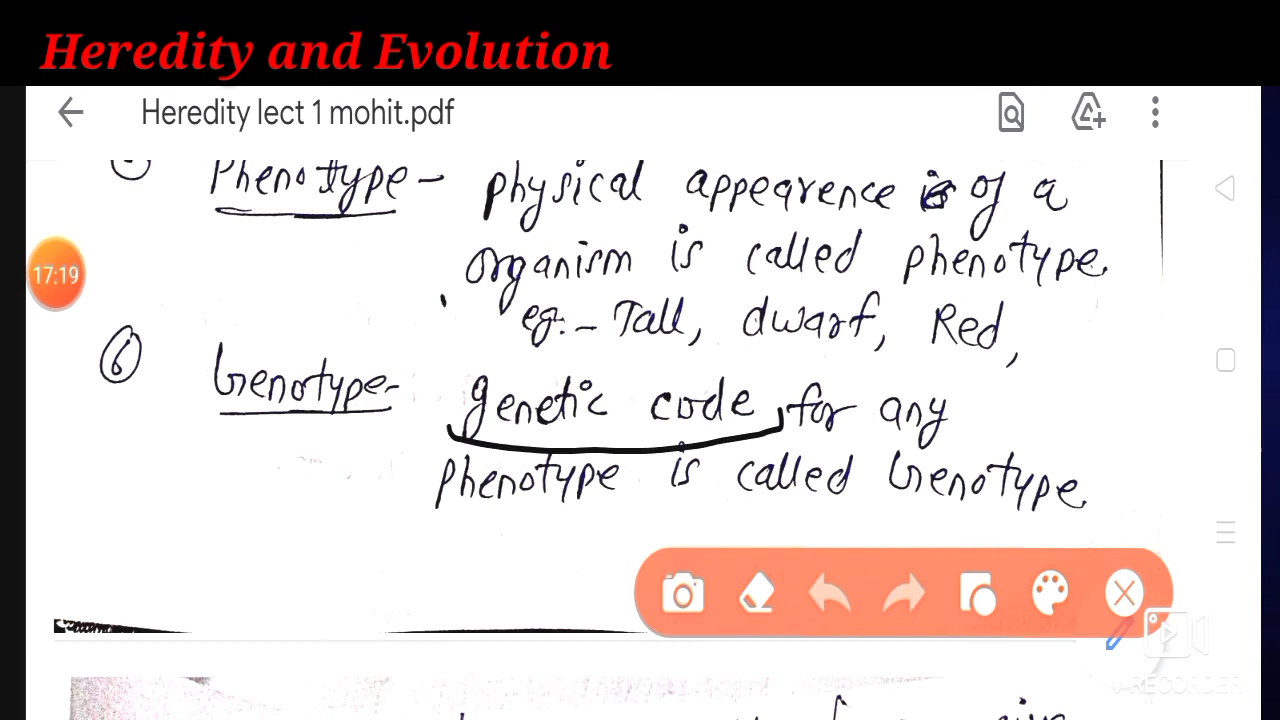 Heredity and Evolution
Heredity lect 1 mohit.pdf
Phenotype - physical appearence of a
organism is called phenotype.
17:19
eg:- Tall, dwarf, Red,
6 Genotype- genetic code for any
phenotype is called Genotype.
V-RECORDER